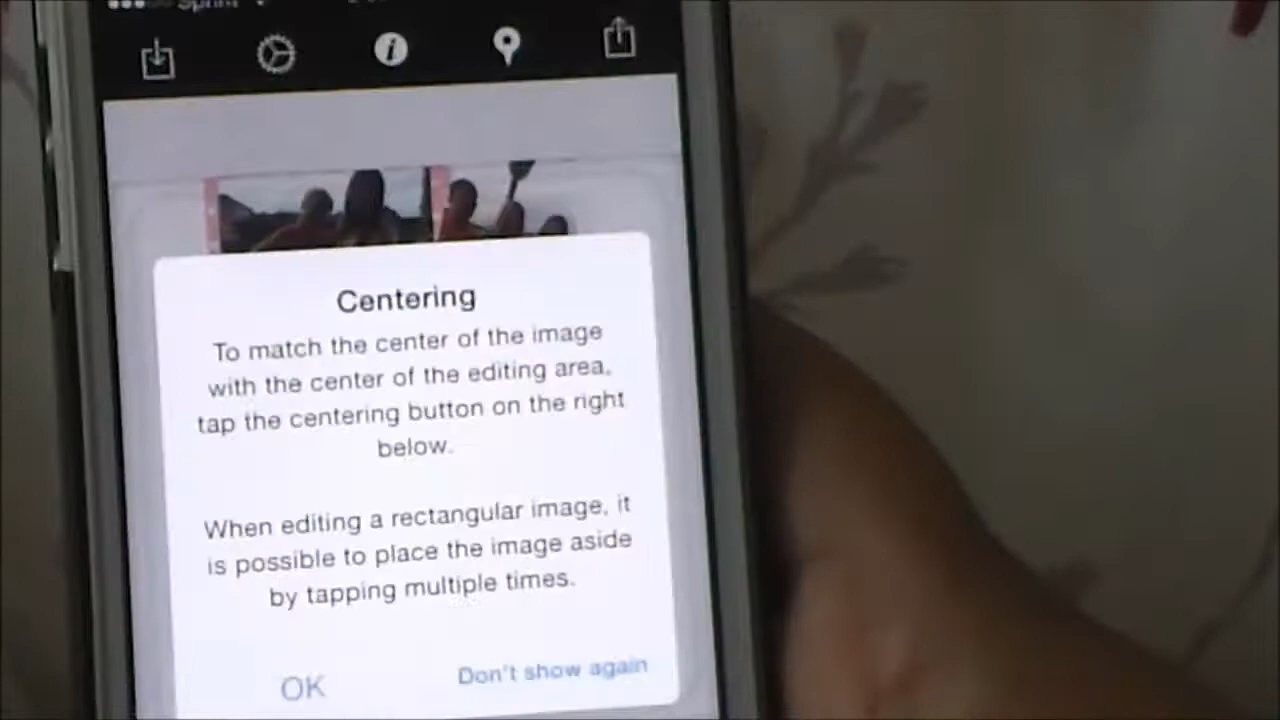 Sprint
Centering
To match the center of the image
with the center of the editing area,
tap the centering button on the right
below.
When editing a rectangular image, it
is possible to place the image aside
by tapping multiple times.
OK
Don't show again